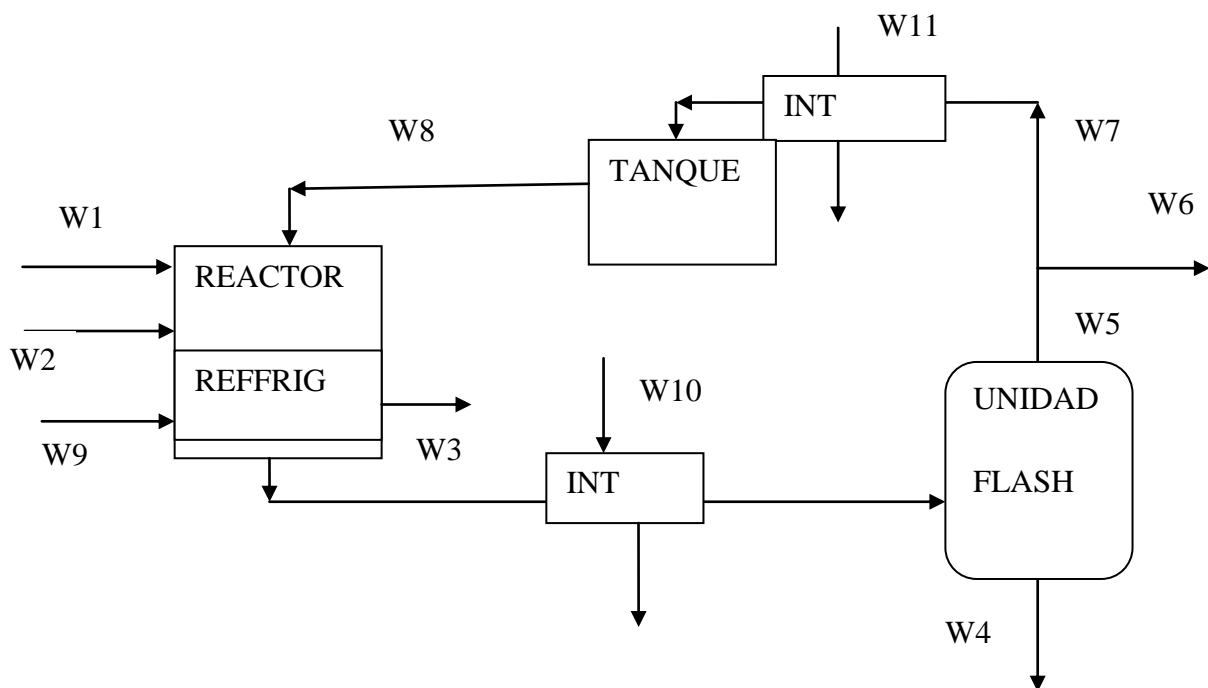 W11
INT
W7
W8
TANQUE
W6
W1
REACTOR
W5
W2
REFFRIG
W10
UNIDAD
FLASH
W9
W3
INT
W4